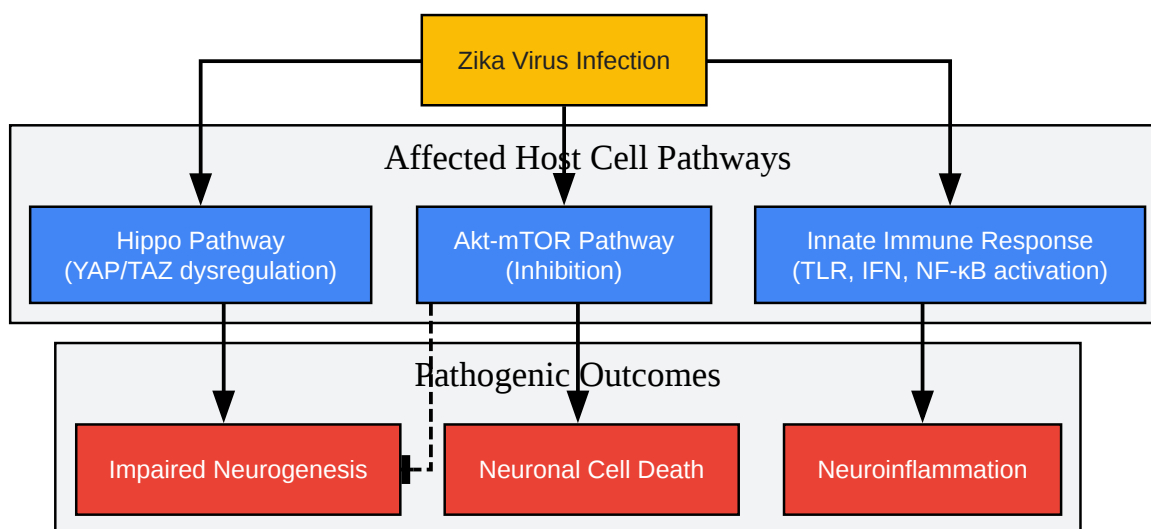 Zika Virus Infection
Affected Host Cell Pathways
Hippo Pathway
(YAP/TAZ dysregulation)
Akt-mTOR Pathway
(Inhibition)
Innate Immune Response
(TLR, IFN, NF-κB activation)
Pathogenic Outcomes
Impaired Neurogenesis
Neuronal Cell Death
Neuroinflammation